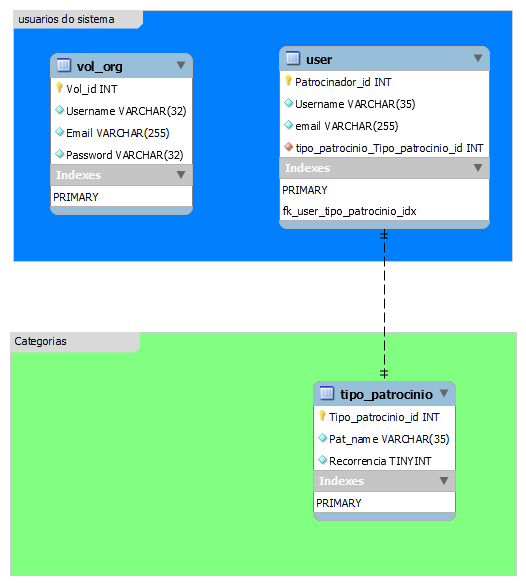 usuarios do sistema
vol_org
Vol_id INT
Username VARCHAR(32)
Email VARCHAR(255)
Password VARCHAR(32)
Indexes
PRIMARY
user
Patrocinador_id INT
Username VARCHAR(35)
email VARCHAR(255)
tipo_patrocinio_Tipo_patrocinio_id INT
Indexes
PRIMARY
fk_user_tipo_patrocinio_idx
Categorias
tipo_patrocinio
Tipo_patrocinio_id INT
Pat_name VARCHAR(35)
Recorrencia TINYINT
Indexes
PRIMARY